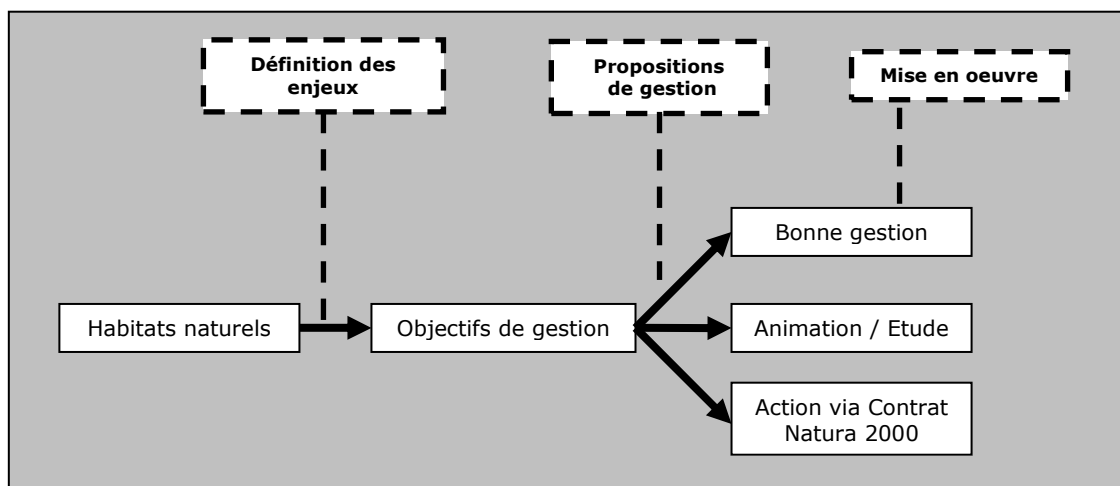 Définition des
enjeux
Propositions
de gestion
Mise en oeuvre
Bonne gestion
Habitats naturels
Objectifs de gestion
Animation / Etude
Action via Contrat
Natura 2000